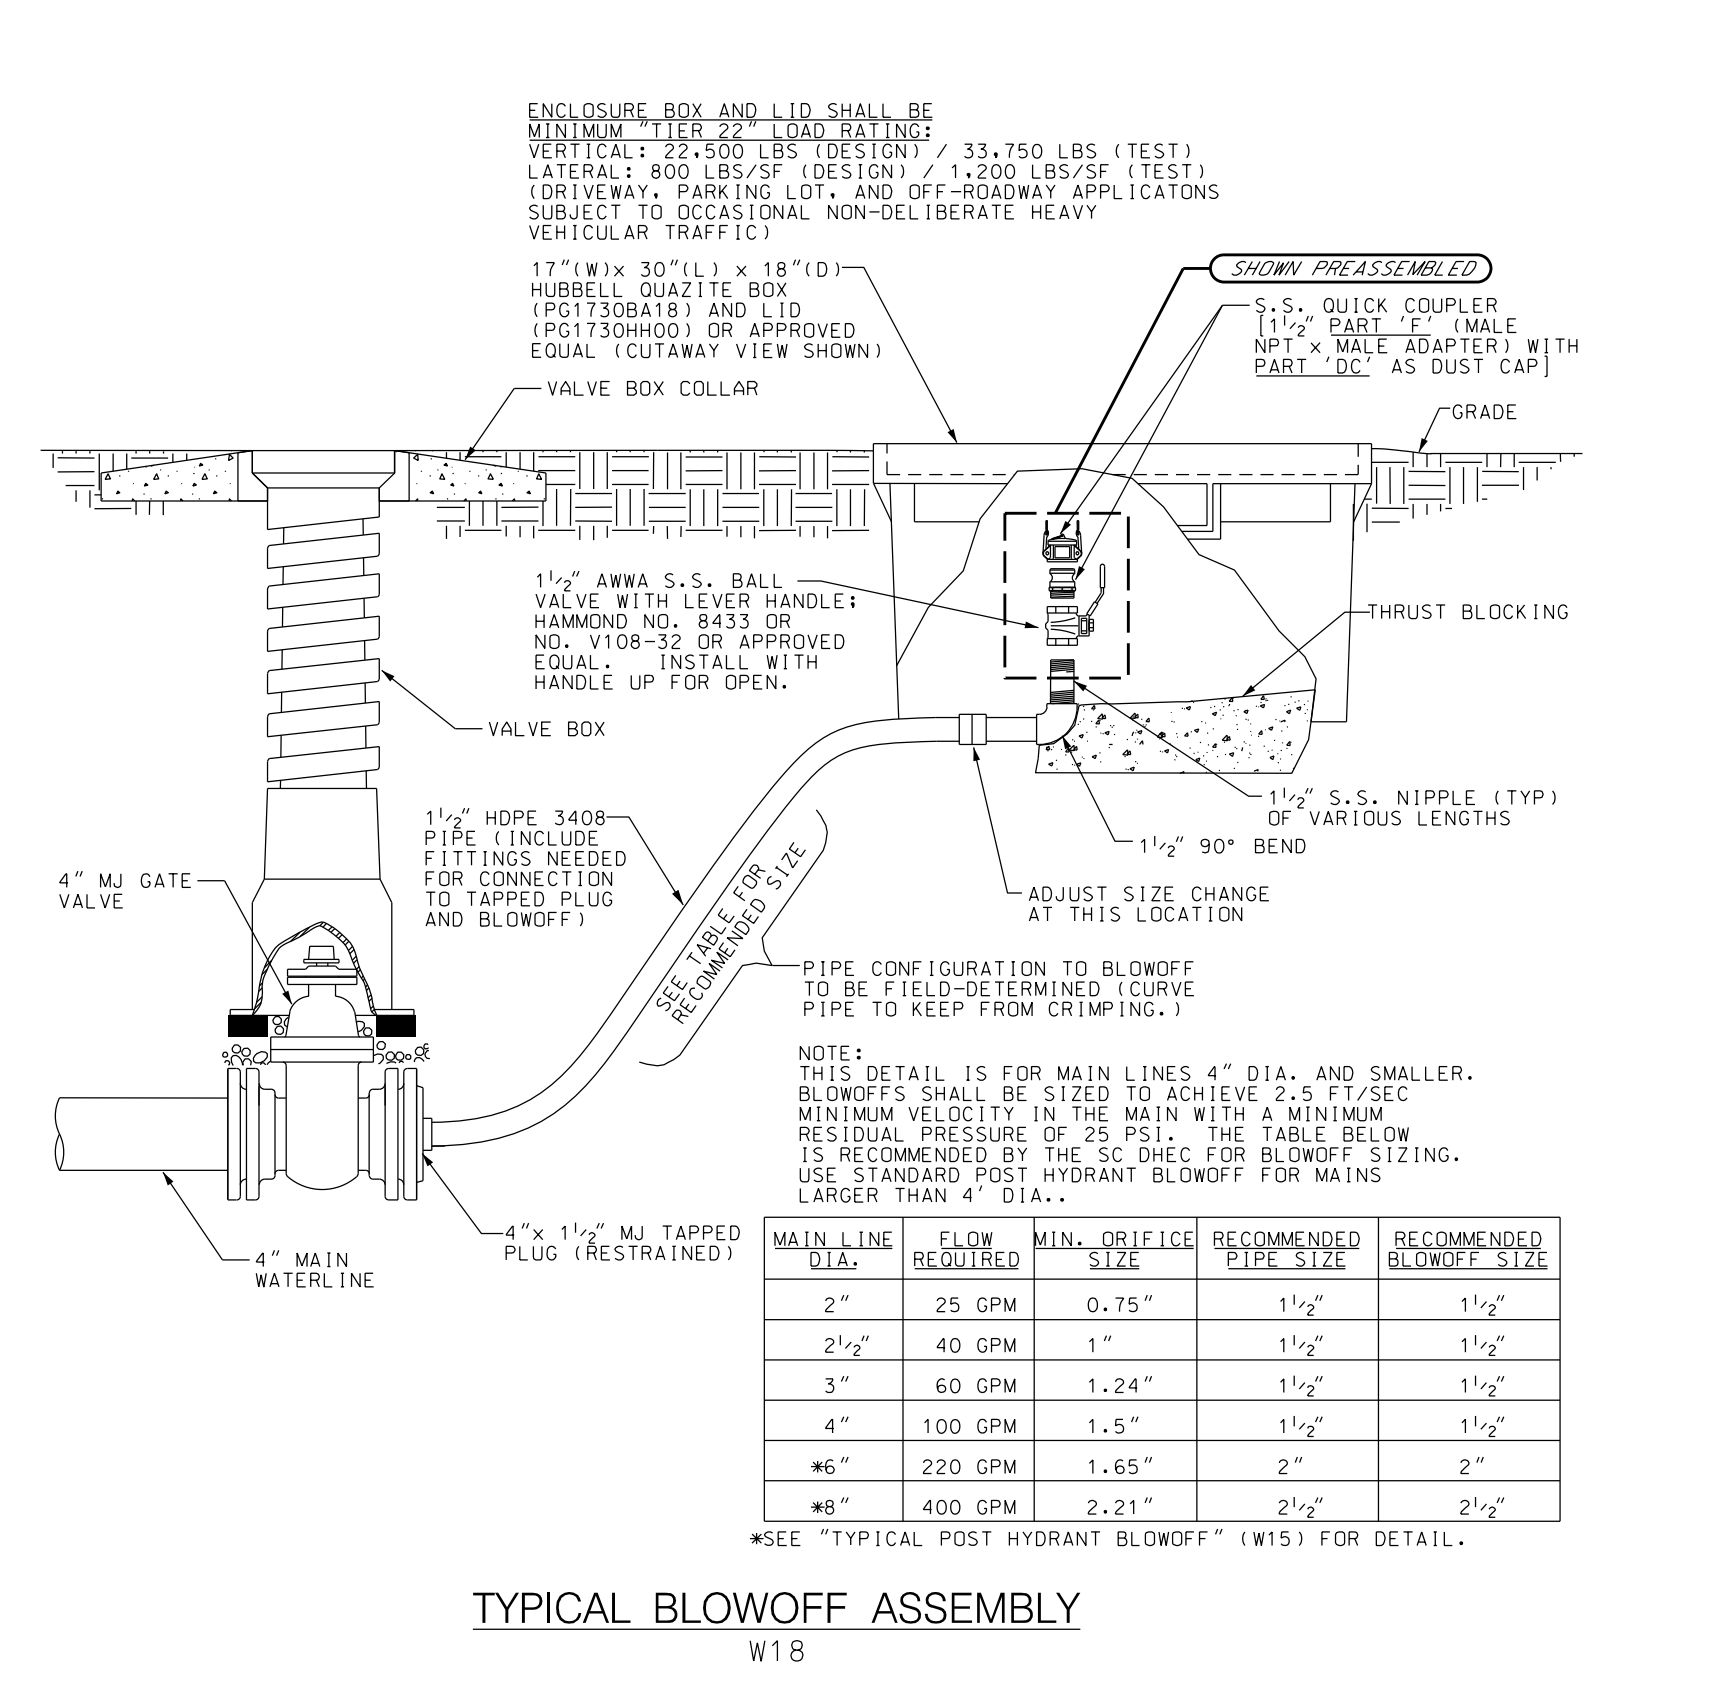 ENCLOSURE BOX AND LID SHALL BE
MINIMUM "TIER 22" LOAD RATING:
VERTICAL: 22,500 LBS (DESIGN) / 33,750 LBS (TEST)
LATERAL: 800 LBS/SF (DESIGN) / 1,200 LBS/SF (TEST)
(DRIVEWAY, PARKING LOT, AND OFF-ROADWAY APPLICATONS
SUBJECT TO OCCASIONAL NON-DELIBERATE HEAVY
VEHICULAR TRAFFIC)
17"(W)x 30"(L) x 18"(D)
HUBBELL QUAZITE BOX
(PG1730BA18) AND LID
(PG1730HH00) OR APPROVED
EQUAL (CUTAWAY VIEW SHOWN)
SHOWN PREASSEMBLED
S.S. QUICK COUPLER
[1½" PART 'F' (MALE
NPT x MALE ADAPTER) WITH
PART 'DC' AS DUST CAP]
VALVE BOX COLLAR
GRADE
1½" AWWA S.S. BALL
VALVE WITH LEVER HANDLE;
HAMMOND NO. 8433 OR
NO. V108-32 OR APPROVED
EQUAL. INSTALL WITH
HANDLE UP FOR OPEN.
THRUST BLOCKING
VALVE BOX
1½" HDPE 3408
PIPE (INCLUDE
FITTINGS NEEDED
FOR CONNECTION
TO TAPPED PLUG
AND BLOWOFF)
1½" S.S. NIPPLE (TYP)
OF VARIOUS LENGTHS
1½" 90° BEND
4" MJ GATE
VALVE
ADJUST SIZE CHANGE
AT THIS LOCATION
SEE TABLE FOR
RECOMMENDED SIZE
PIPE CONFIGURATION TO BLOWOFF
TO BE FIELD-DETERMINED (CURVE
PIPE TO KEEP FROM CRIMPING.)
NOTE:
THIS DETAIL IS FOR MAIN LINES 4" DIA. AND SMALLER.
BLOWOFFS SHALL BE SIZED TO ACHIEVE 2.5 FT/SEC
MINIMUM VELOCITY IN THE MAIN WITH A MINIMUM
RESIDUAL PRESSURE OF 25 PSI. THE TABLE BELOW
IS RECOMMENDED BY THE SC DHEC FOR BLOWOFF SIZING.
USE STANDARD POST HYDRANT BLOWOFF FOR MAINS
LARGER THAN 4' DIA..
4"x 1½" MJ TAPPED
PLUG (RESTRAINED)
4" MAIN
WATERLINE
MAIN LINE DIA. FLOW REQUIRED MIN. ORIFICE SIZE RECOMMENDED PIPE SIZE RECOMMENDED BLOWOFF SIZE
2" 25 GPM 0.75" 1½" 1½"
2½" 40 GPM 1" 1½" 1½"
3" 60 GPM 1.24" 1½" 1½"
4" 100 GPM 1.5" 1½" 1½"
*6" 220 GPM 1.65" 2" 2"
*8" 400 GPM 2.21" 2½" 2½"
*SEE "TYPICAL POST HYDRANT BLOWOFF" (W15) FOR DETAIL.
TYPICAL BLOWOFF ASSEMBLY
W18